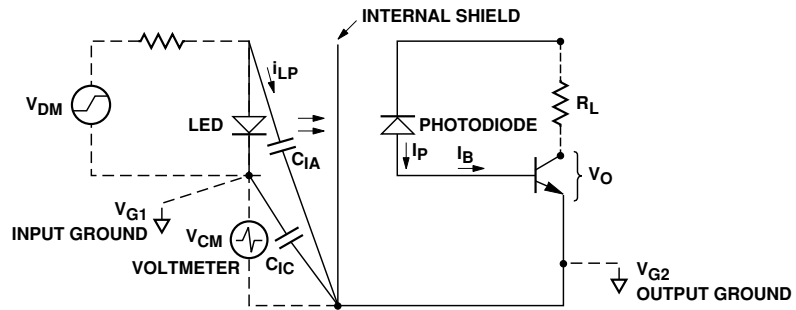 INTERNAL SHIELD
iLP
VDM
LED
CIA
PHOTODIODE
RL
IP
IB
VO
VG1
INPUT GROUND
VCM
VOLTMETER
CIC
VG2
OUTPUT GROUND